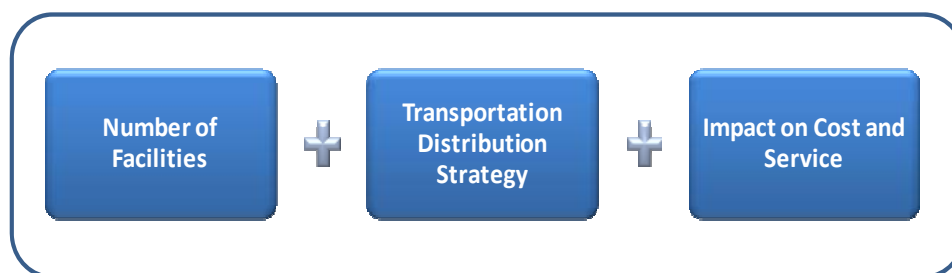 Number of
Facilities
Transportation
Distribution
Strategy
Impact on Cost and
Service